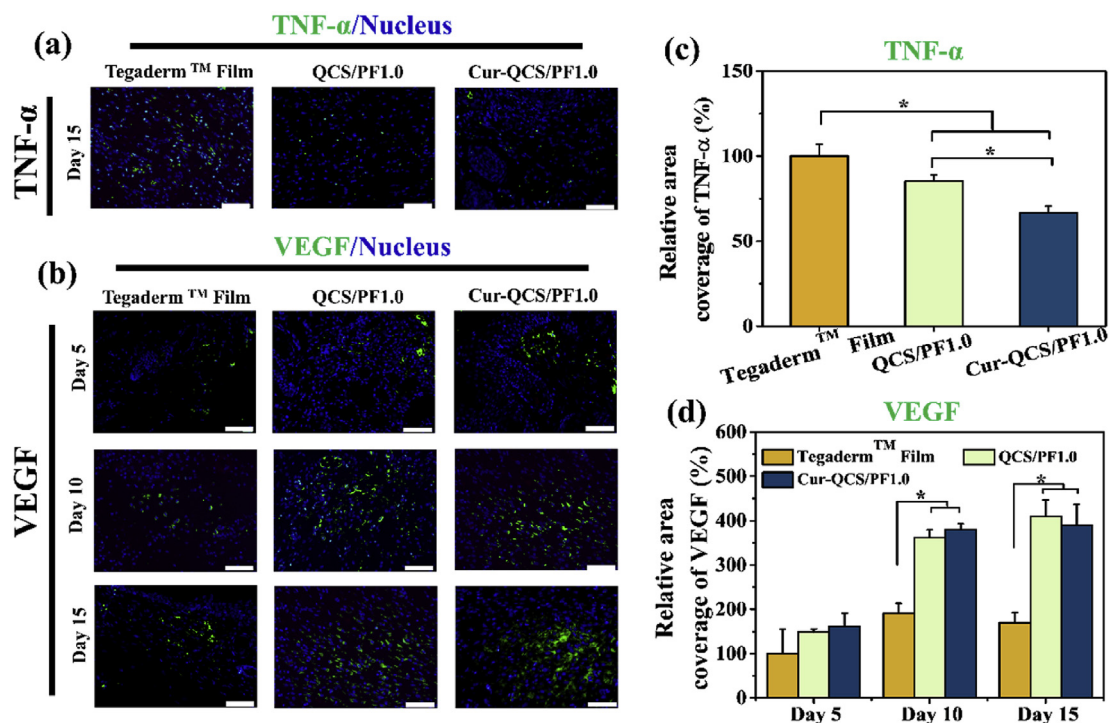 (a)
TNF-α/Nucleus
Tegaderm TM Film
QCS/PF1.0
Cur-QCS/PF1.0
TNF-α
Day 15
(b)
VEGF/Nucleus
Tegaderm TM Film
QCS/PF1.0
Cur-QCS/PF1.0
VEGF
Day 5
Day 10
Day 15
(c)
TNF-α
Relative area
coverage of TNF-α (%)
150
100
50
0
*
*
Tegaderm TM Film
QCS/PF1.0
Cur-QCS/PF1.0
(d)
VEGF
Relative area
coverage of VEGF (%)
600
500
400
300
200
100
0
Tegaderm TM Film
QCS/PF1.0
Cur-QCS/PF1.0
*
*
Day 5
Day 10
Day 15